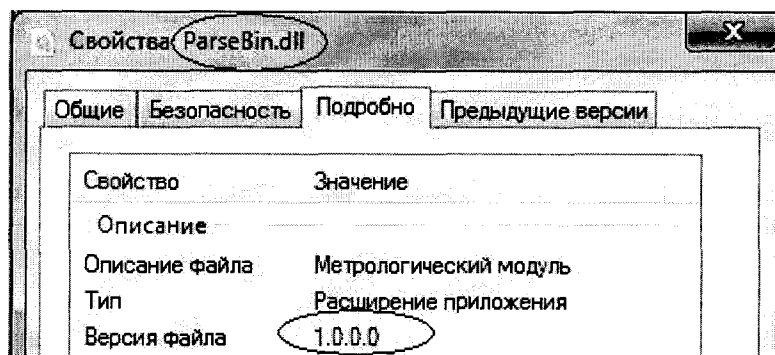 Свойства: ParseBin.dll
Общие Безопасность Подробно Предыдущие версии
Свойство Значение
Описание
Описание файла Метрологический модуль
Тип Расширение приложения
Версия файла 1.0.0.0